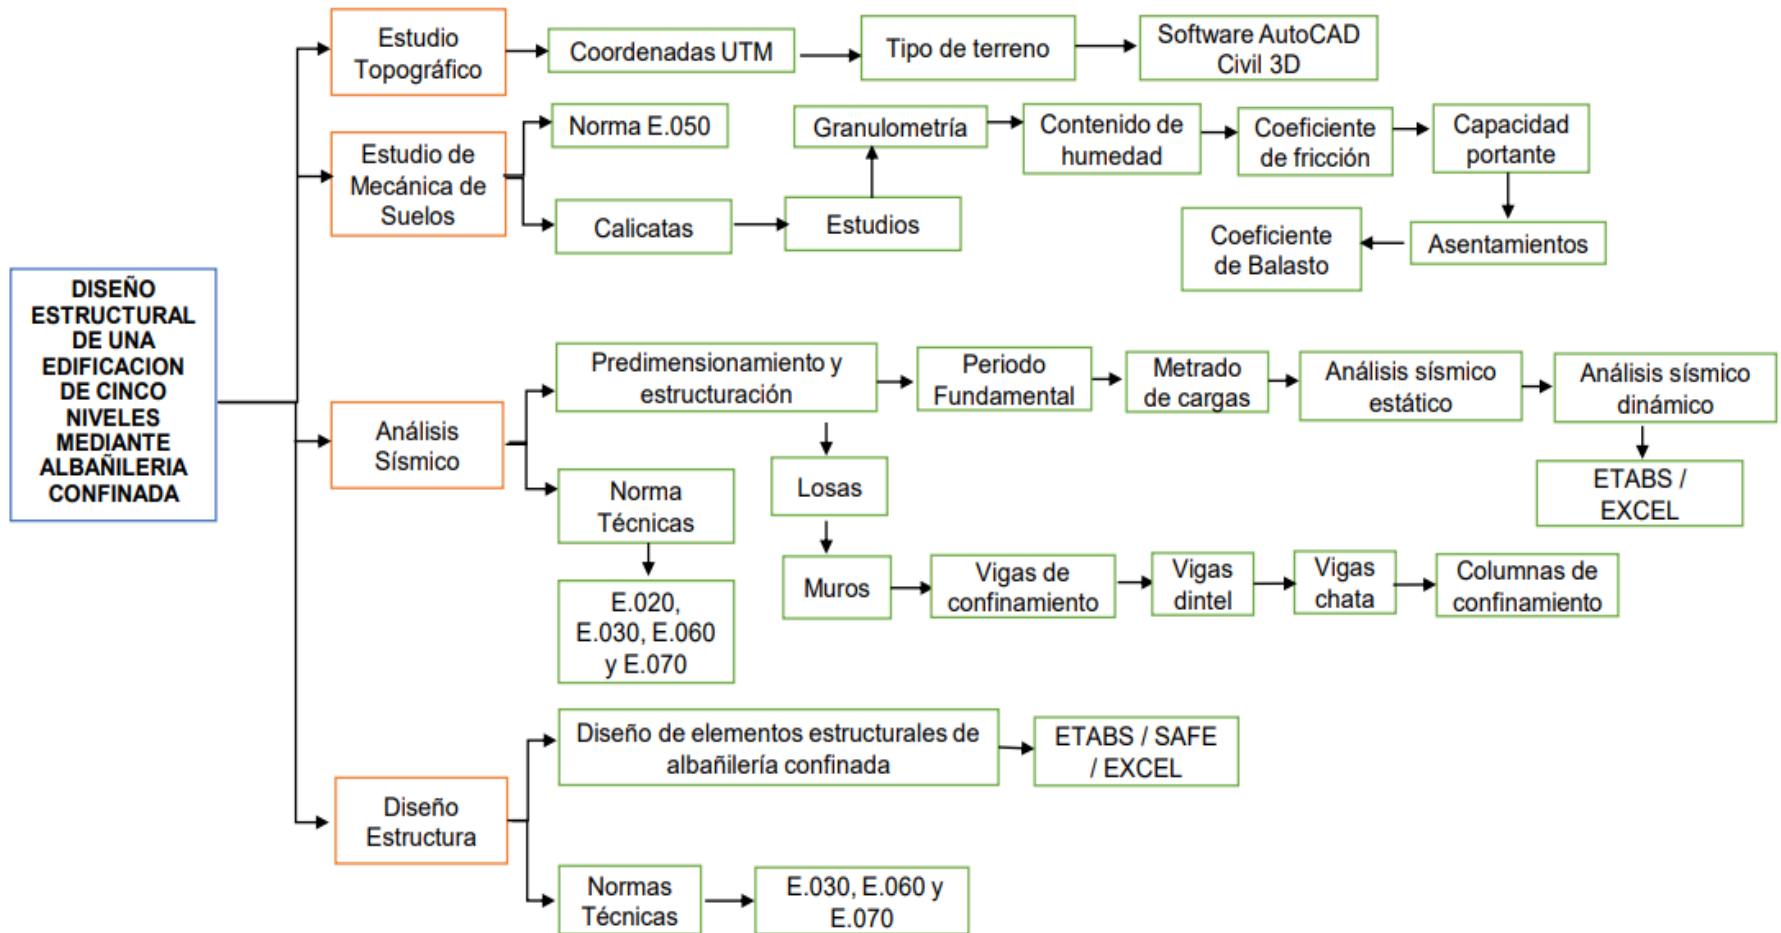 DISEÑO
ESTRUCTURAL
DE UNA
EDIFICACION
DE CINCO
NIVELES
MEDIANTE
ALBAÑILERIA
CONFINADA
Estudio
Topográfico
Coordenadas UTM
Tipo de terreno
Software AutoCAD
Civil 3D
Estudio de
Mecánica de
Suelos
Norma E.050
Calicatas
Estudios
Granulometría
Contenido de
humedad
Coeficiente
de fricción
Capacidad
portante
Asentamientos
Coeficiente
de Balasto
Análisis
Sísmico
Predimensionamiento y
estructuración
Periodo
Fundamental
Metrado
de cargas
Análisis sísmico
estático
Análisis sísmico
dinámico
ETABS /
EXCEL
Losas
Muros
Vigas de
confinamiento
Vigas
dintel
Vigas
chata
Columnas de
confinamiento
Norma
Técnicas
E.020,
E.030, E.060
y E.070
Diseño
Estructura
Diseño de elementos estructurales de
albañilería confinada
ETABS / SAFE
/ EXCEL
Normas
Técnicas
E.030, E.060 y
E.070